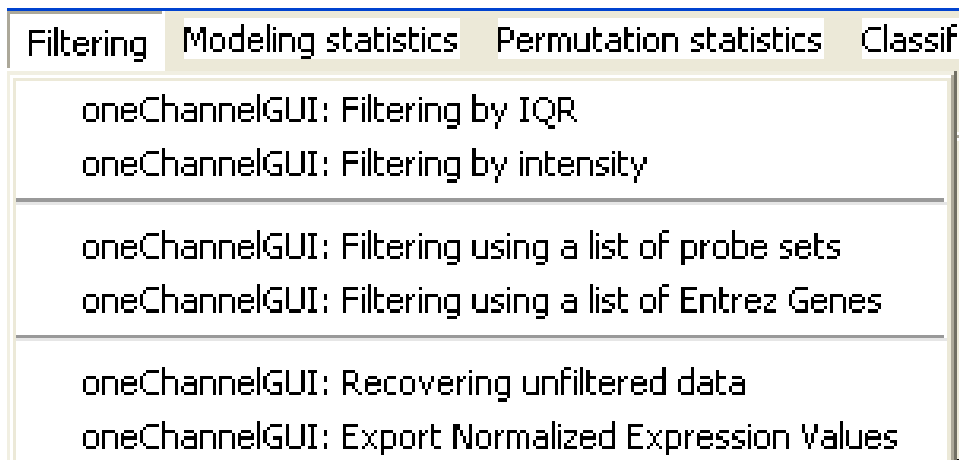 Filtering Modeling statistics Permutation statistics Classif
oneChannelGUI: Filtering by IQR
oneChannelGUI: Filtering by intensity
oneChannelGUI: Filtering using a list of probe sets
oneChannelGUI: Filtering using a list of Entrez Genes
oneChannelGUI: Recovering unfiltered data
oneChannelGUI: Export Normalized Expression Values